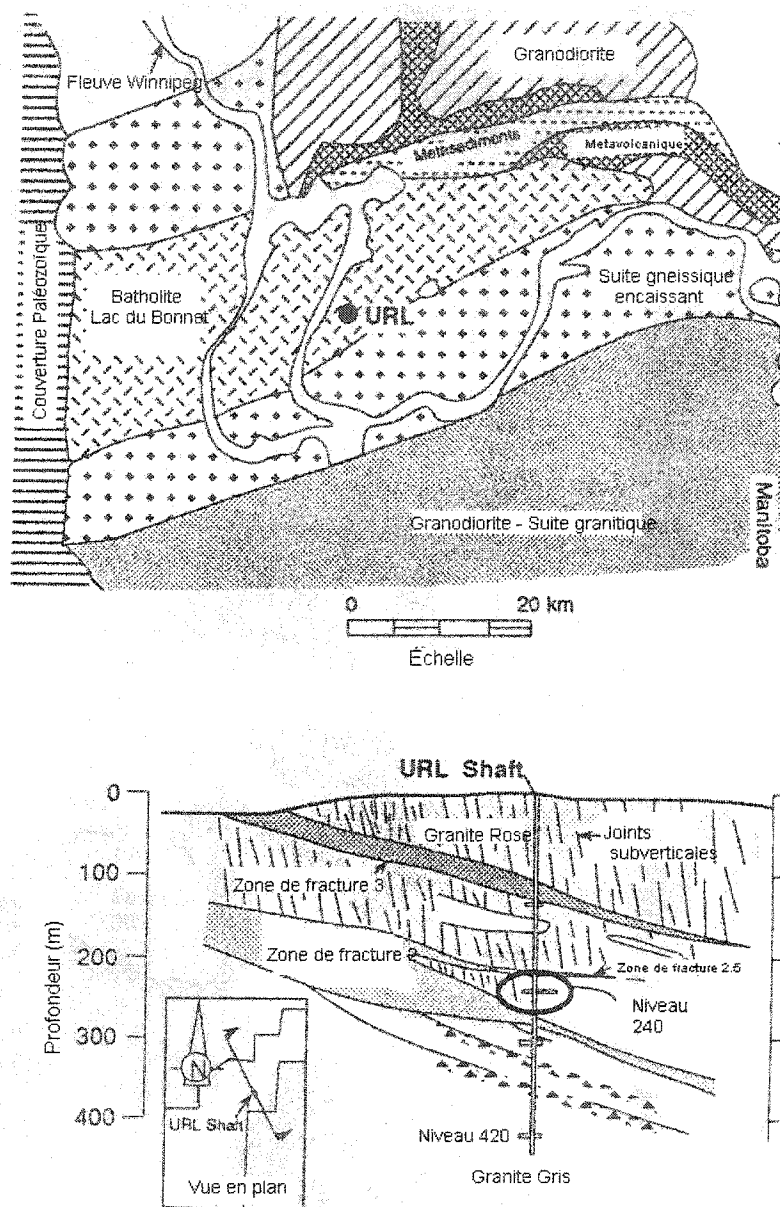 Granodiorite
Fleuve Winnipeg
Metasediments
Metavolcanique
Couverture Paléozoïque
Batholite
Lac du Bonnet
URL
Suite gneissique
encaissant
Granodiorite - Suite granitique
Manitoba
0 20 km
Échelle
URL Shaft
0
Granite Rose
Joints
subverticales
100
Zone de fracture 3
Profondeur (m)
200
Zone de fracture 2
Zone de fracture 2.5
Niveau
240
300
N
400
URL Shaft
Niveau 420
Vue en plan
Granite Gris